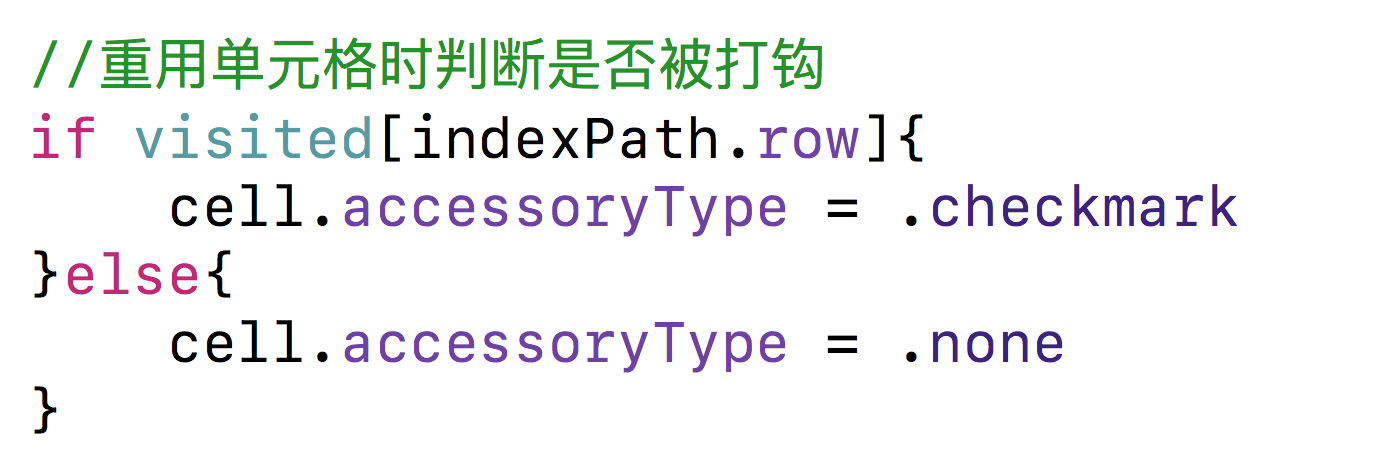 //重用单元格时判断是否被打钩
if visited[indexPath.row]{
    cell.accessoryType = .checkmark
}else{
    cell.accessoryType = .none
}